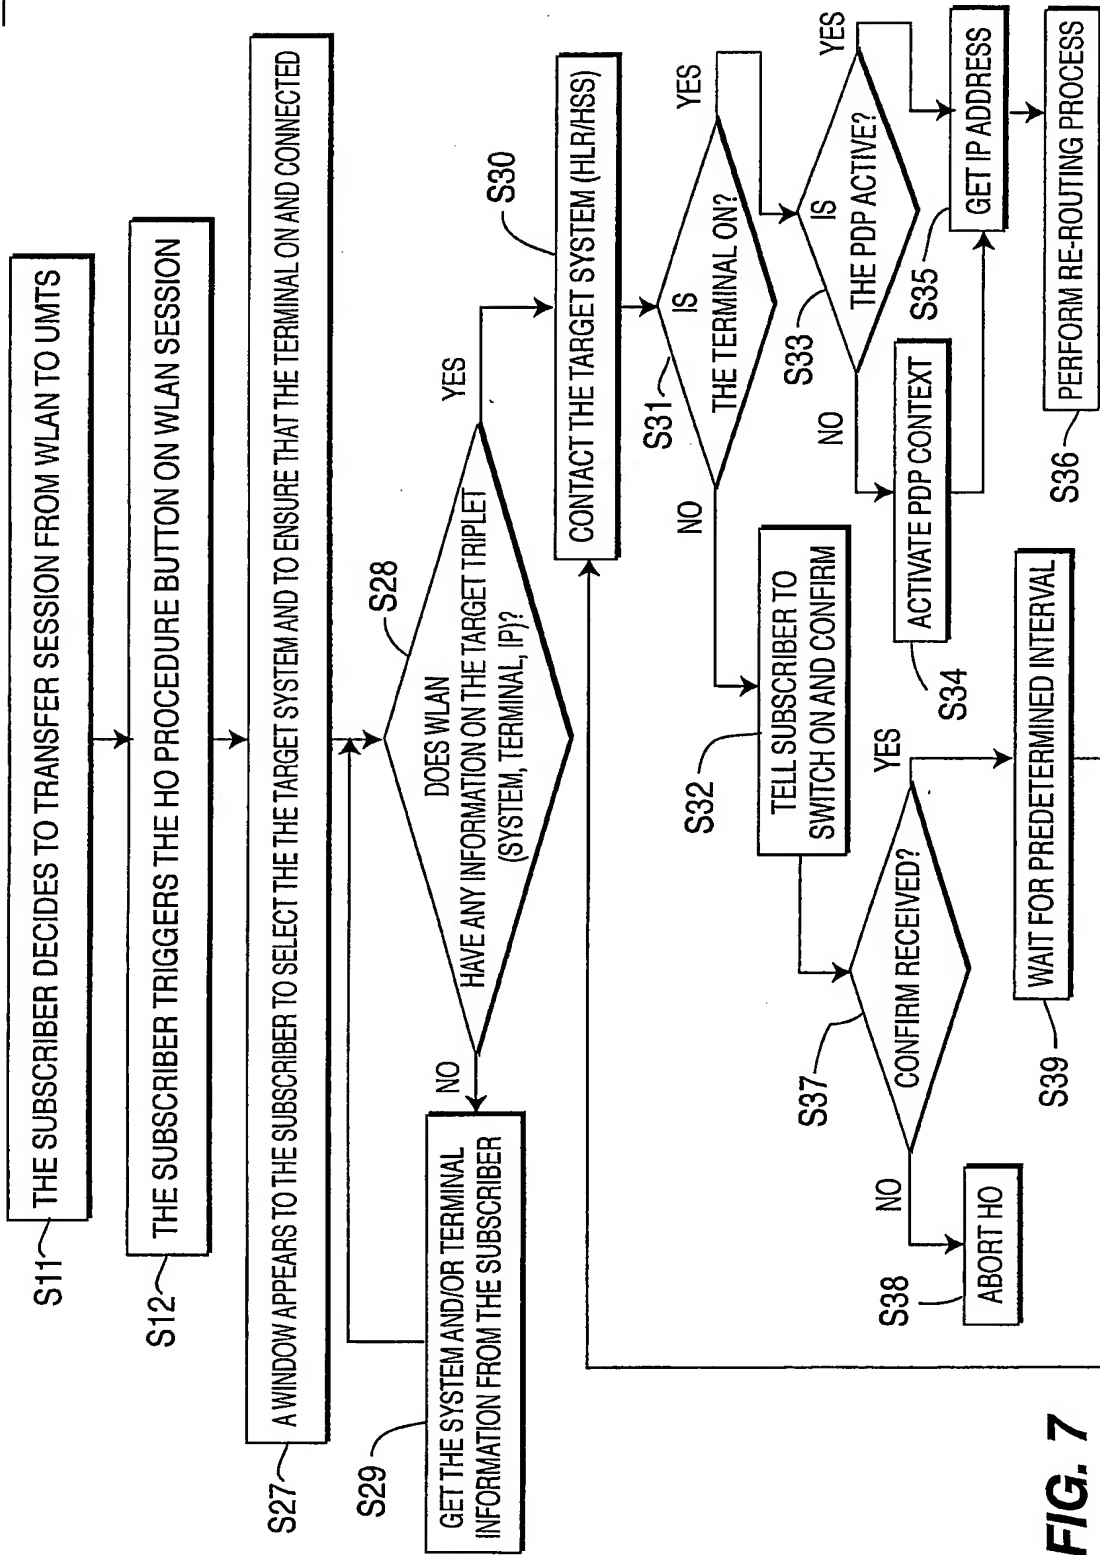 S11
THE SUBSCRIBER DECIDES TO TRANSFER SESSION FROM WLAN TO UMTS
S12
THE SUBSCRIBER TRIGGERS THE HO PROCEDURE BUTTON ON WLAN SESSION
S27
A WINDOW APPEARS TO THE SUBSCRIBER TO SELECT THE THE TARGET SYSTEM AND TO ENSURE THAT THE TERMINAL ON AND CONNECTED
S28
DOES WLAN
HAVE ANY INFORMATION ON THE TARGET TRIPLET
(SYSTEM, TERMINAL, IP)?
NO
YES
S29
GET THE SYSTEM AND/OR TERMINAL
INFORMATION FROM THE SUBSCRIBER
S30
CONTACT THE TARGET SYSTEM (HLR/HSS)
S31
IS
THE TERMINAL ON?
NO
YES
S32
TELL SUBSCRIBER TO
SWITCH ON AND CONFIRM
S33
IS
THE PDP ACTIVE?
NO
YES
S34
ACTIVATE PDP CONTEXT
S35
GET IP ADDRESS
S36
PERFORM RE-ROUTING PROCESS
S37
CONFIRM RECEIVED?
NO
YES
S38
ABORT HO
S39
WAIT FOR PREDETERMINED INTERVAL
FIG. 7